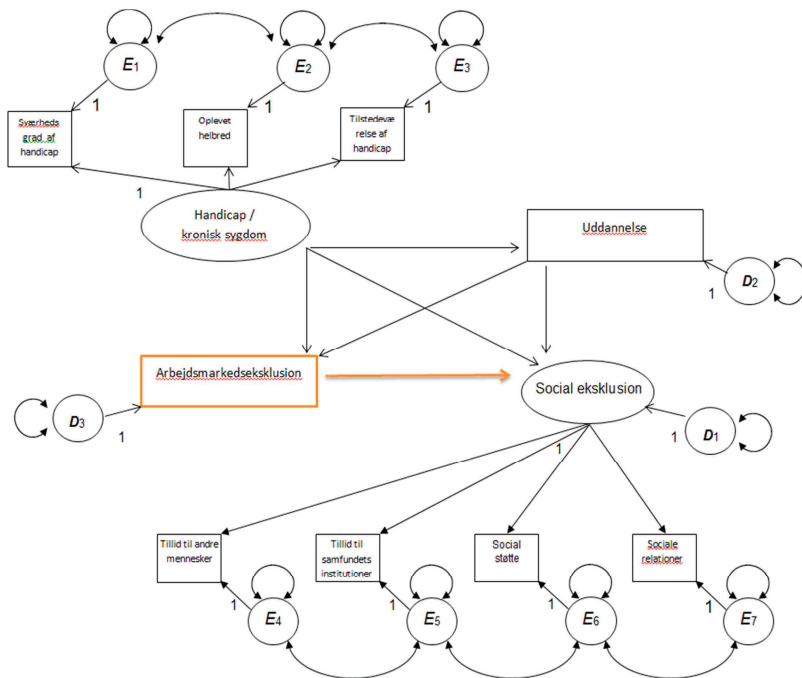 E1
E2
E3
1
1
1
Sværheds
grad af
handicap
Oplevet
helbred
Tilstedevæ
relse af
handicap
1
Handicap /
kronisk sygdom
Uddannelse
1
D2
Arbejdsmarkedseksklusion
Social eksklusion
D3
1
1
D1
1
Tillid til andre
mennesker
Tillid til
samfundets
institutioner
Social
støtte
Sociale
relationer
1
1
1
1
E4
E5
E6
E7